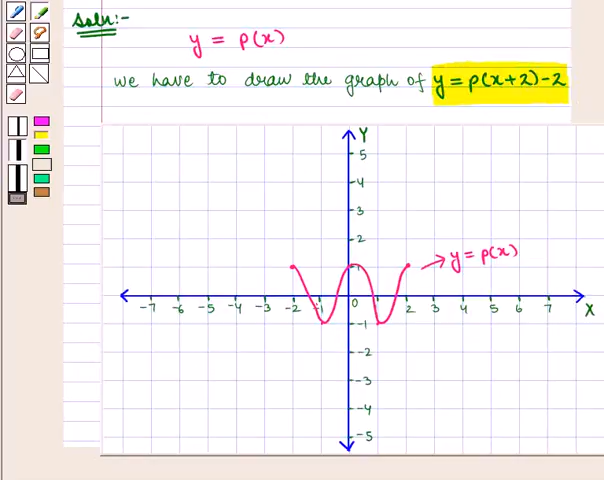 Soln:-
y = p(x)
we have to draw the graph of y = p(x+2)-2
Y
5
4
3
2
1
→ y = p(x)
-7 -6 -5 -4 -3 -2 -1 0 2 3 4 5 6 7 X
-1
-2
-3
-4
-5